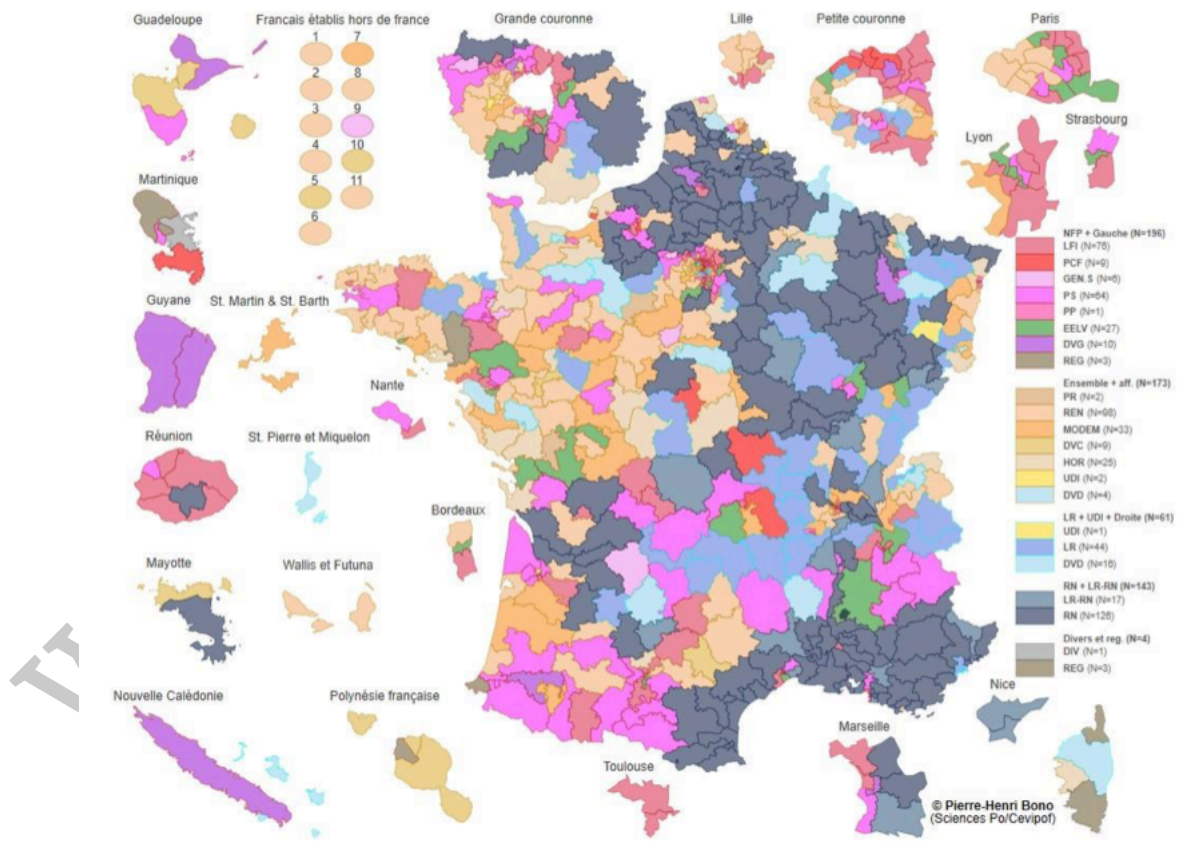 Guadeloupe
Francais établis hors de france
Grande couronne
Lille
Petite couronne
Paris
1
7
2
8
3
9
4
10
5
11
6
Lyon
Strasbourg
Martinique
Guyane
St. Martin & St. Barth
Nante
Réunion
St. Pierre et Miquelon
Bordeaux
Mayotte
Wallis et Futuna
Nouvelle Calédonie
Polynésie française
Toulouse
Marseille
Nice
NFP + Gauche (N=196)
LFI (N=76)
PCF (N=9)
GEN.S (N=6)
PS (N=64)
PP (N=1)
EELV (N=27)
DVG (N=10)
REG (N=3)
Ensemble + aff. (N=173)
PR (N=2)
REN (N=98)
MODEM (N=33)
DVC (N=9)
HOR (N=25)
UDI (N=2)
DVD (N=4)
LR + UDI + Droite (N=61)
UDI (N=1)
LR (N=44)
DVD (N=16)
RN + LR-RN (N=143)
LR-RN (N=17)
RN (N=126)
Divers et reg. (N=4)
DIV (N=1)
REG (N=3)
© Pierre-Henri Bono
(Sciences Po/Cevipof)